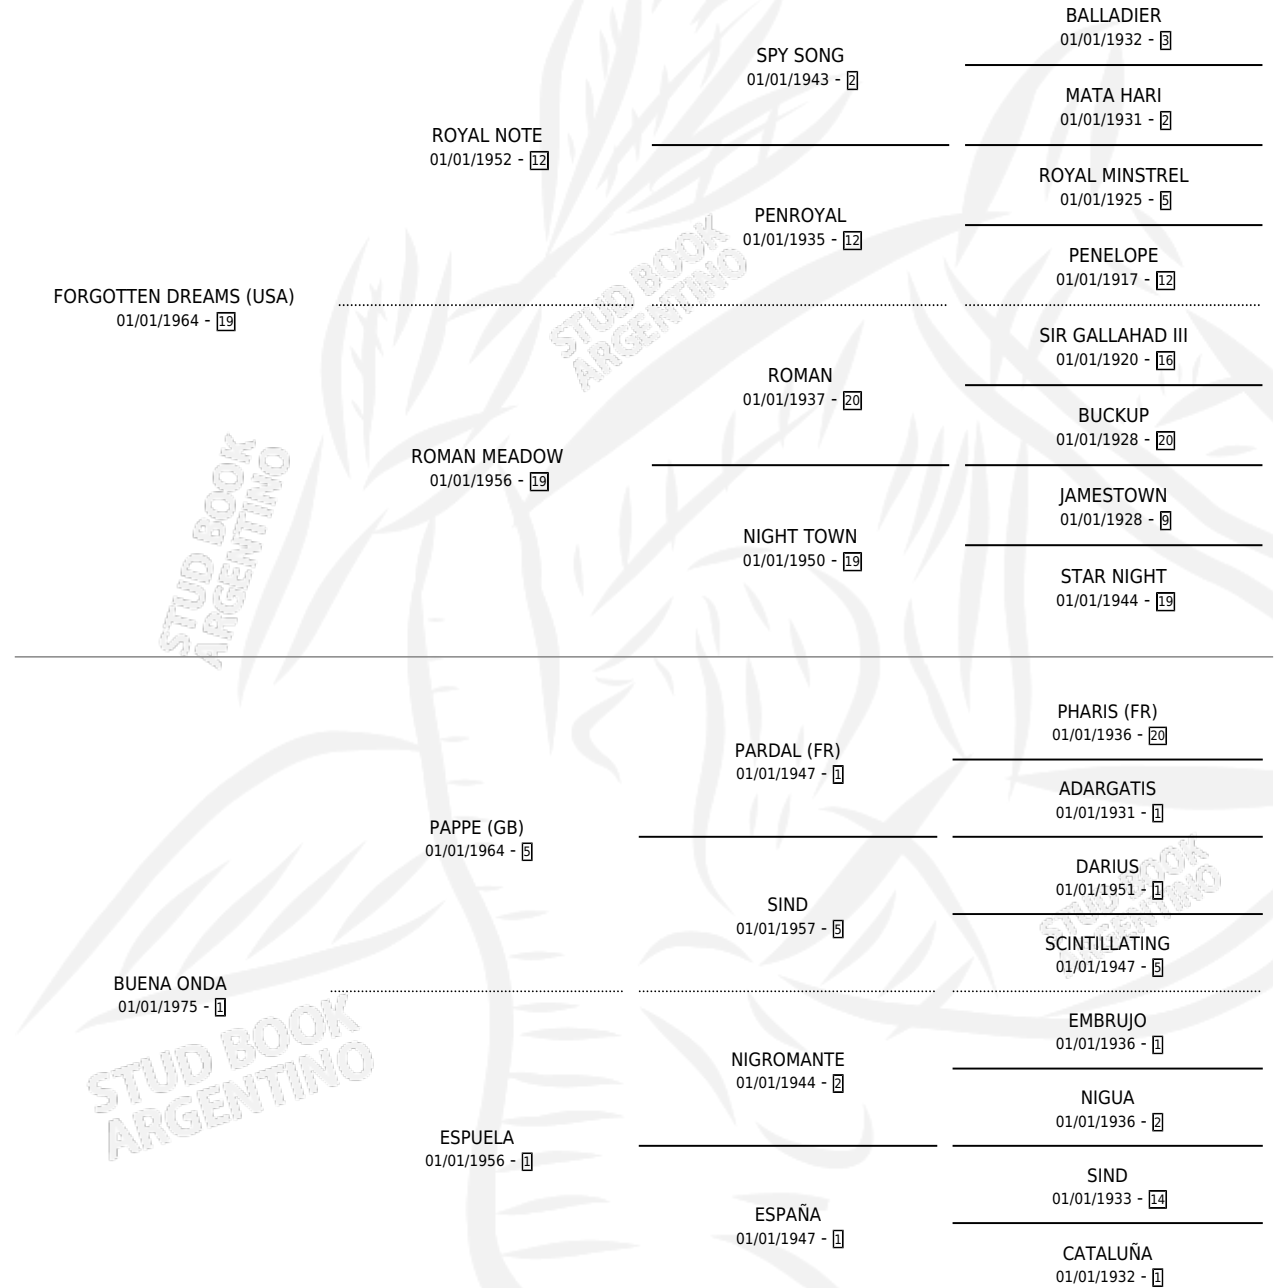 BALLADIER
01/01/1932 - 3
SPY SONG
01/01/1943 - 2
MATA HARI
01/01/1931 - 2
ROYAL NOTE
01/01/1952 - 12
ROYAL MINSTREL
01/01/1925 - 5
PENROYAL
01/01/1935 - 12
PENELOPE
01/01/1917 - 12
FORGOTTEN DREAMS (USA)
01/01/1964 - 19
SIR GALLAHAD III
01/01/1920 - 16
ROMAN
01/01/1937 - 20
BUCKUP
01/01/1928 - 20
ROMAN MEADOW
01/01/1956 - 19
JAMESTOWN
01/01/1928 - 9
NIGHT TOWN
01/01/1950 - 19
STAR NIGHT
01/01/1944 - 19
PHARIS (FR)
01/01/1936 - 20
PARDAL (FR)
01/01/1947 - 1
ADARGATIS
01/01/1931 - 1
PAPPE (GB)
01/01/1964 - 5
DARIUS
01/01/1951 - 1
SIND
01/01/1957 - 5
SCINTILLATING
01/01/1947 - 5
BUENA ONDA
01/01/1975 - 1
EMBRUJO
01/01/1936 - 1
NIGROMANTE
01/01/1944 - 2
NIGUA
01/01/1936 - 2
ESPUELA
01/01/1956 - 1
SIND
01/01/1933 - 14
ESPAÑA
01/01/1947 - 1
CATALUÑA
01/01/1932 - 1
STUD BOOK
ARGENTINO
STUD BOOK
ARGENTINO
STUD BOOK
ARGENTINO
STUD BOOK
ARGENTINO